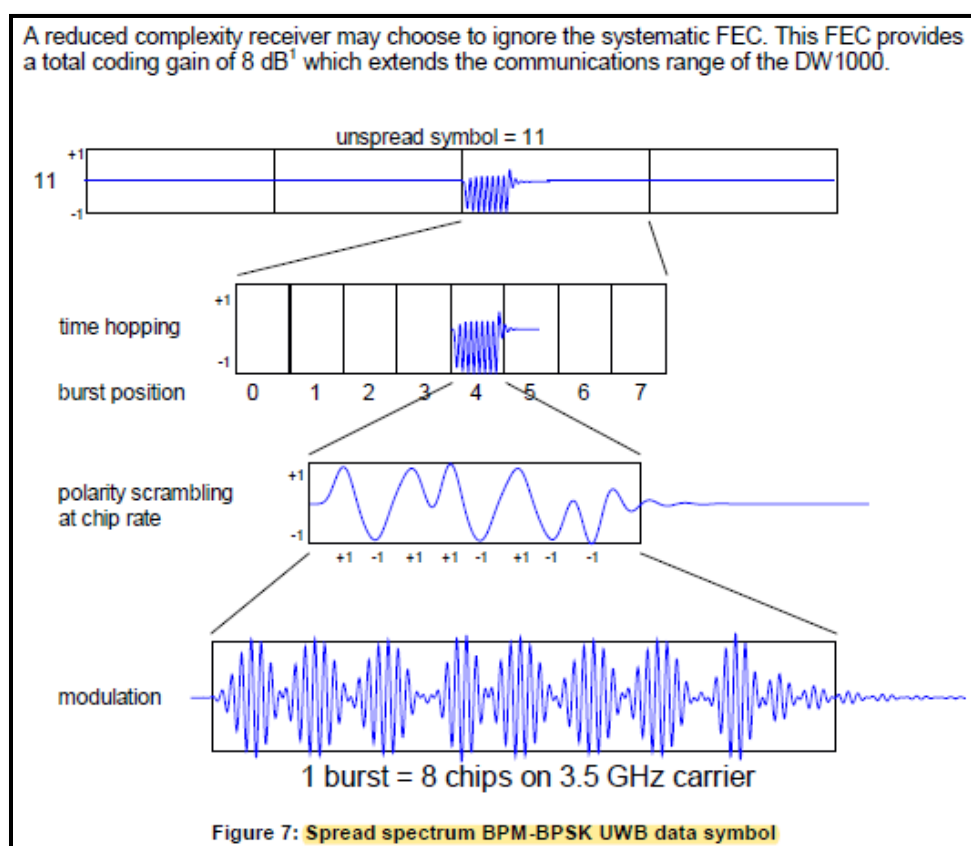 A reduced complexity receiver may choose to ignore the systematic FEC. This FEC provides
a total coding gain of 8 dB1 which extends the communications range of the DW1000.
unspread symbol = 11
+1
11
-1
+1
time hopping
-1
burst position 0 1 2 3 4 5 6 7
+1
polarity scrambling
at chip rate
-1
+1 -1 +1 +1 -1 +1 -1 -1
modulation
1 burst = 8 chips on 3.5 GHz carrier
Figure 7: Spread spectrum BPM-BPSK UWB data symbol